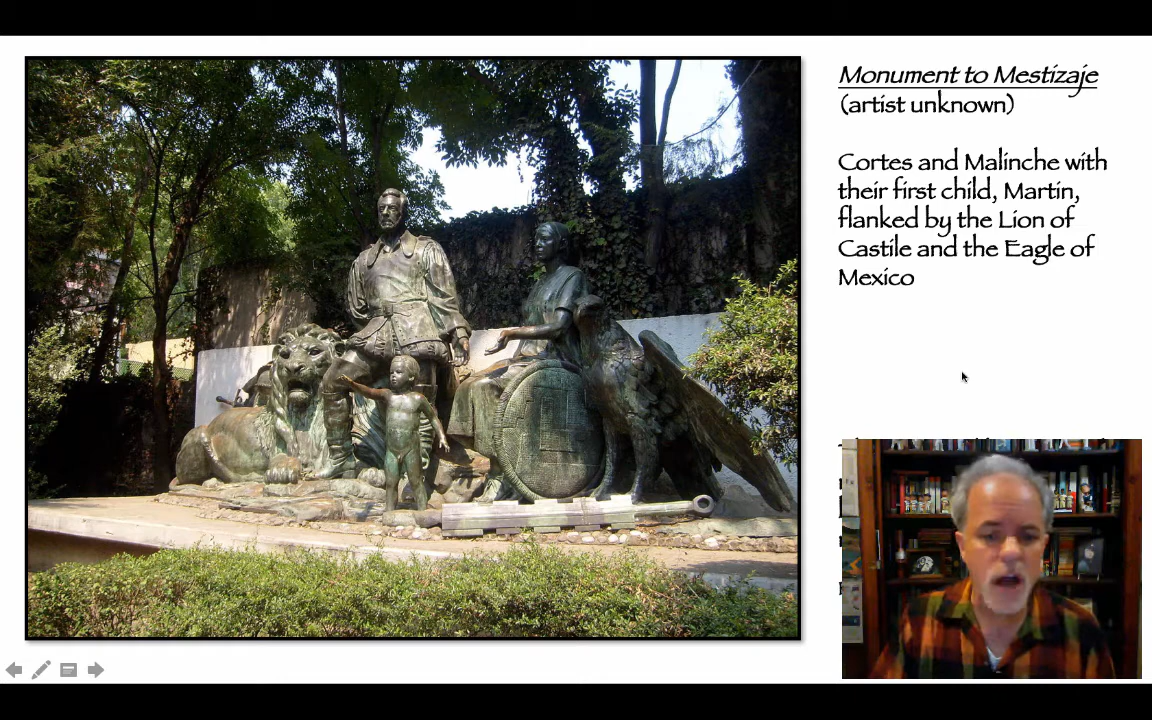 Monument to Mestizaje
(artist unknown)
Cortes and Malinche with
their first child, Martin,
flanked by the Lion of
Castile and the Eagle of
Mexico